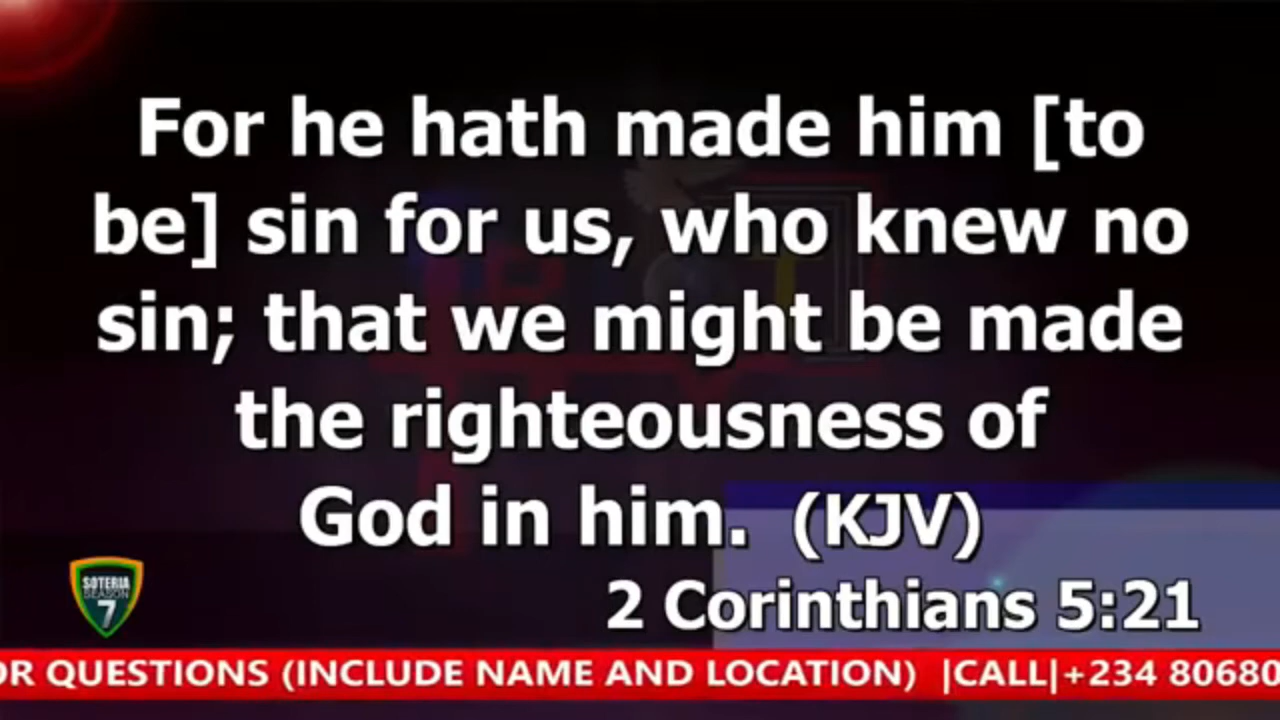 For he hath made him [to
be] sin for us, who knew no
sin; that we might be made
the righteousness of
God in him. (KJV)
2 Corinthians 5:21
SOTERIA
SEASON
7
OR QUESTIONS (INCLUDE NAME AND LOCATION) |CALL|+234 80680